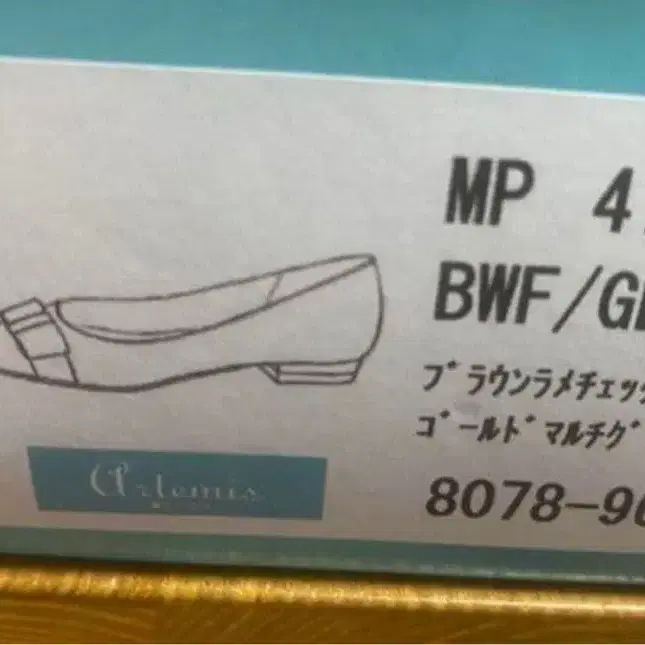 MP 4
BWF/G
ブラウンラメチェッ
ゴールドマルチグ
Artemis
8078-9